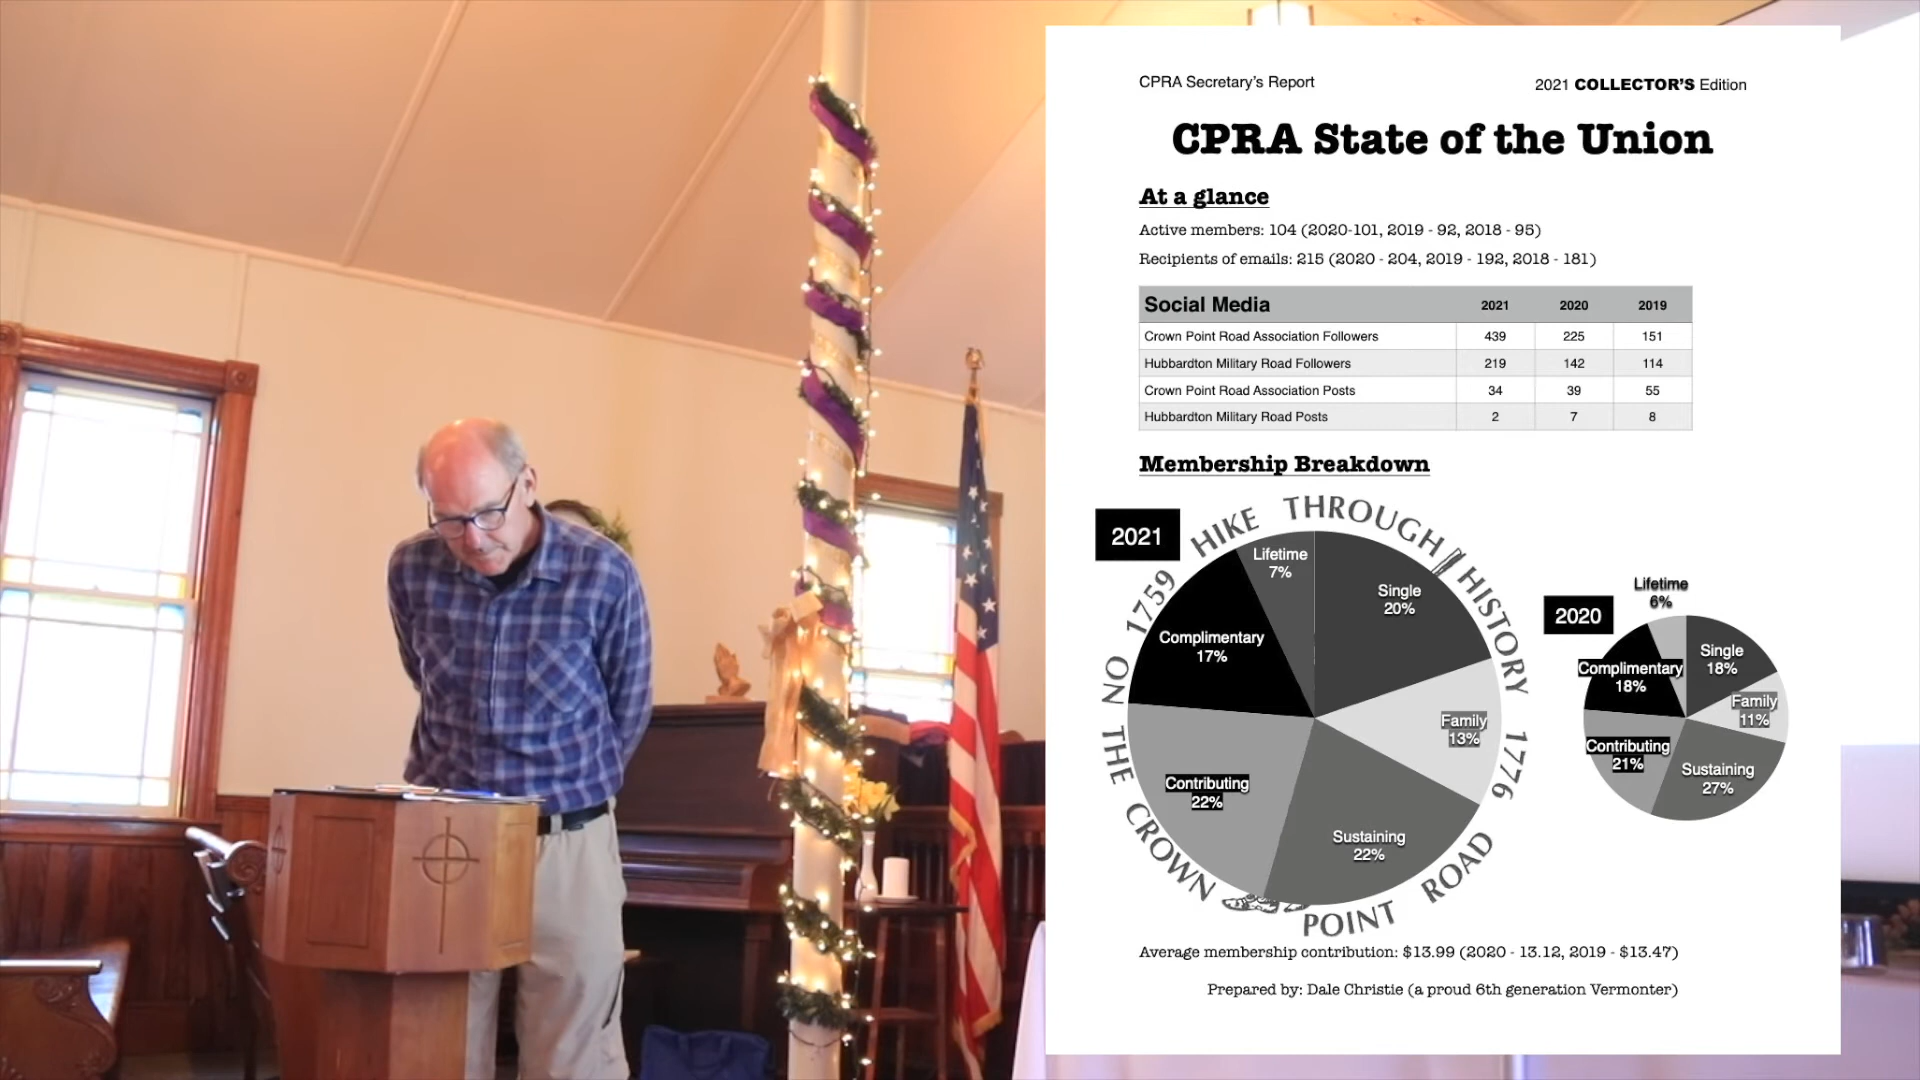 CPRA Secretary's Report
2021 COLLECTOR'S Edition
CPRA State of the Union
At a glance
Active members: 104 (2020-101, 2019 - 92, 2018 - 95)
Recipients of emails: 215 (2020 - 204, 2019 - 192, 2018 - 181)
Social Media 2021 2020 2019
Crown Point Road Association Followers 439 225 151
Hubbardton Military Road Followers 219 142 114
Crown Point Road Association Posts 34 39 55
Hubbardton Military Road Posts 2 7 8
Membership Breakdown
2021
HIKE THROUGH HISTORY 1776
NO 1759
THE CROWN POINT ROAD
Lifetime
7%
Single
20%
Complimentary
17%
Family
13%
Contributing
22%
Sustaining
22%
2020
Lifetime
6%
Single
18%
Complimentary
18%
Family
11%
Contributing
21%
Sustaining
27%
Average membership contribution: $13.99 (2020 - 13.12, 2019 - $13.47)
Prepared by: Dale Christie (a proud 6th generation Vermonter)